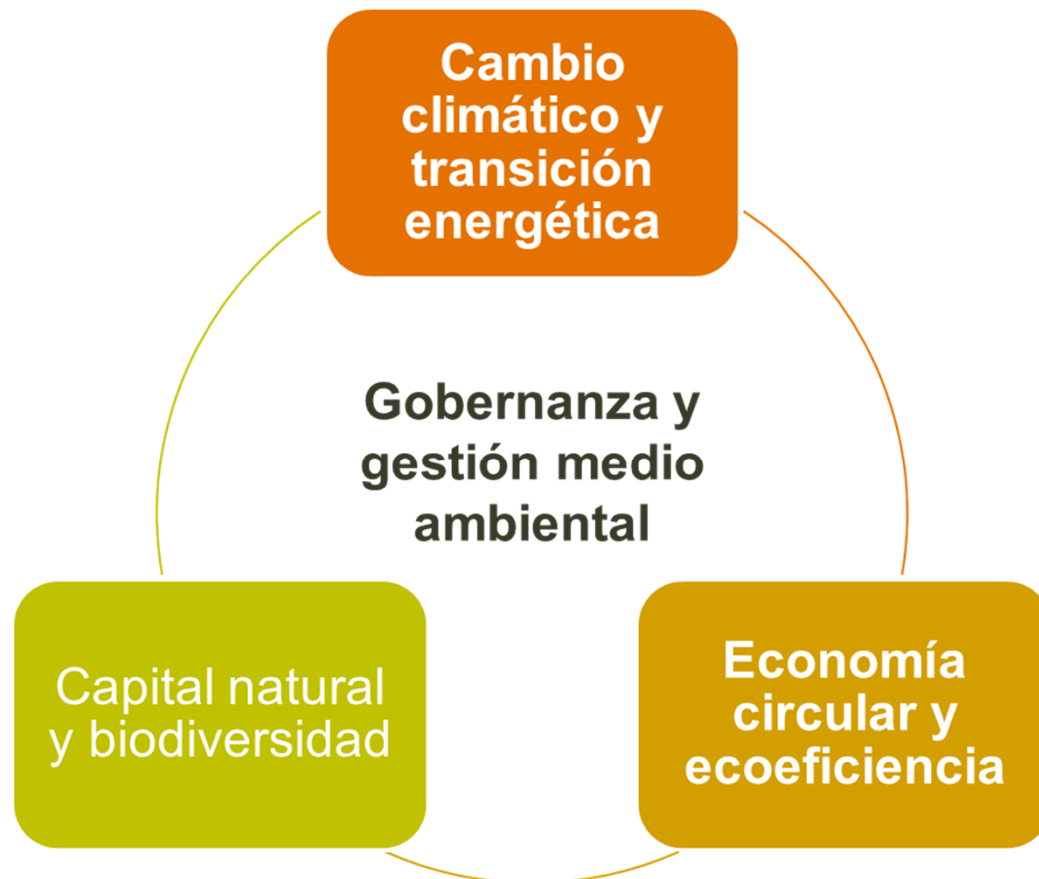 Cambio
climático y
transición
energética
Gobernanza y
gestión medio
ambiental
Capital natural
y biodiversidad
Economía
circular y
ecoeficiencia